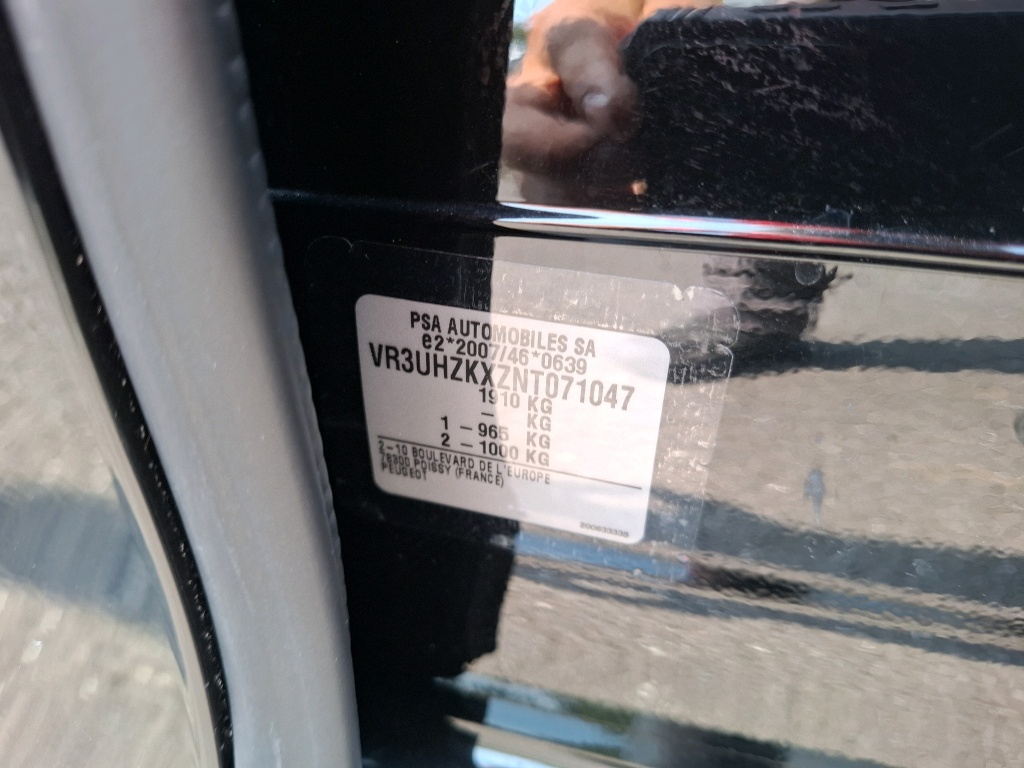 PSA AUTOMOBILES SA
e2*2007/46*0639
VR3UHZKXZNT071047
1910 KG
– KG
1 – 965 KG
2 – 1000 KG
2-10 BOULEVARD DE L'EUROPE
78300 POISSY (FRANCE)
PEUGEOT